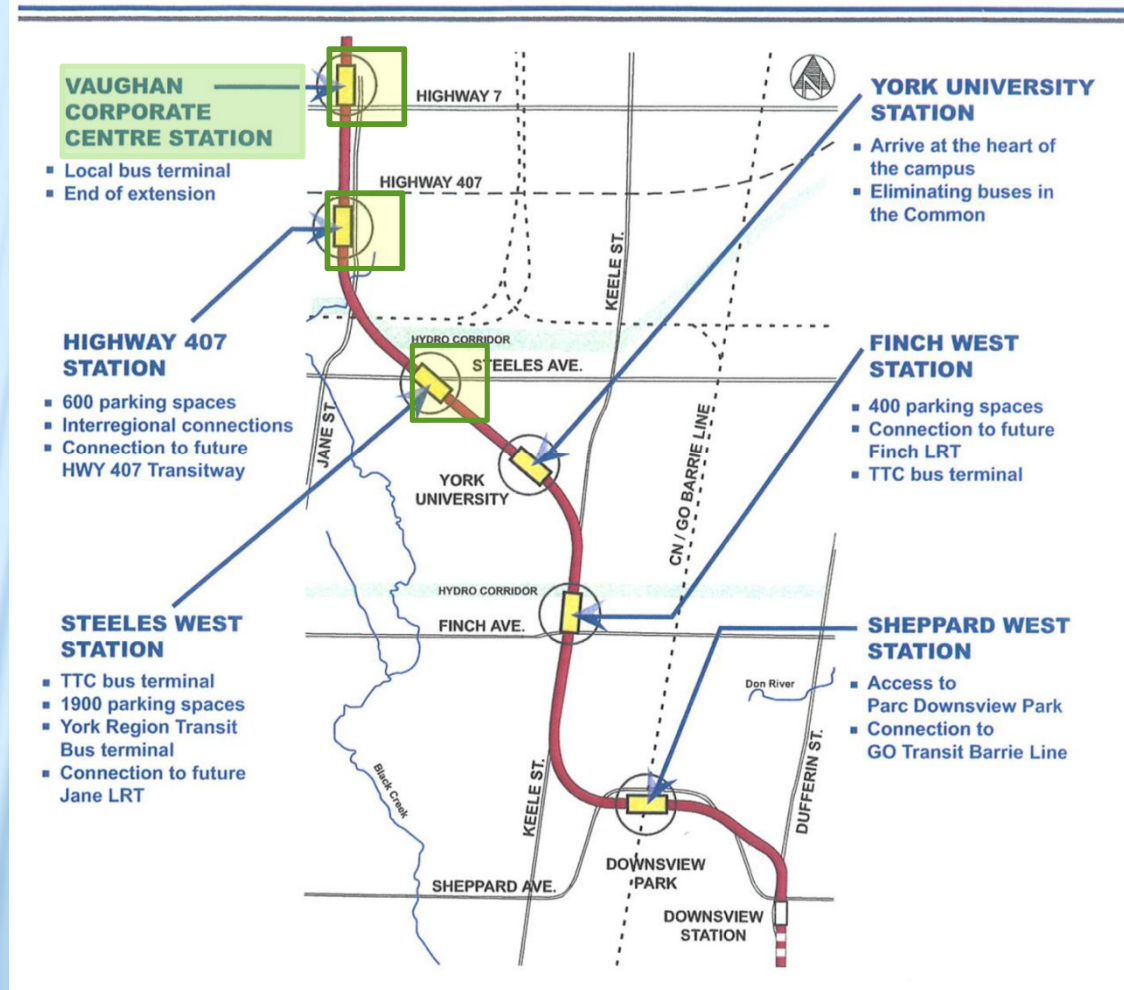 VAUGHAN
CORPORATE
CENTRE STATION
▪ Local bus terminal
▪ End of extension
HIGHWAY 407
STATION
▪ 600 parking spaces
▪ Interregional connections
▪ Connection to future
HWY 407 Transitway
STEELES WEST
STATION
▪ TTC bus terminal
▪ 1900 parking spaces
▪ York Region Transit
Bus terminal
▪ Connection to future
Jane LRT
HIGHWAY 7
HIGHWAY 407
KEELE ST.
HYDRO CORRIDOR
STEELES AVE.
JANE ST
YORK
UNIVERSITY
CN / GO BARRIE LINE
HYDRO CORRIDOR
FINCH AVE.
Don River
Black Creek
KEELE ST.
DUFFERIN ST.
DOWNSVIEW
PARK
SHEPPARD AVE.
DOWNSVIEW
STATION
N
YORK UNIVERSITY
STATION
▪ Arrive at the heart of
the campus
▪ Eliminating buses in
the Common
FINCH WEST
STATION
▪ 400 parking spaces
▪ Connection to future
Finch LRT
▪ TTC bus terminal
SHEPPARD WEST
STATION
▪ Access to
Parc Downsview Park
▪ Connection to
GO Transit Barrie Line